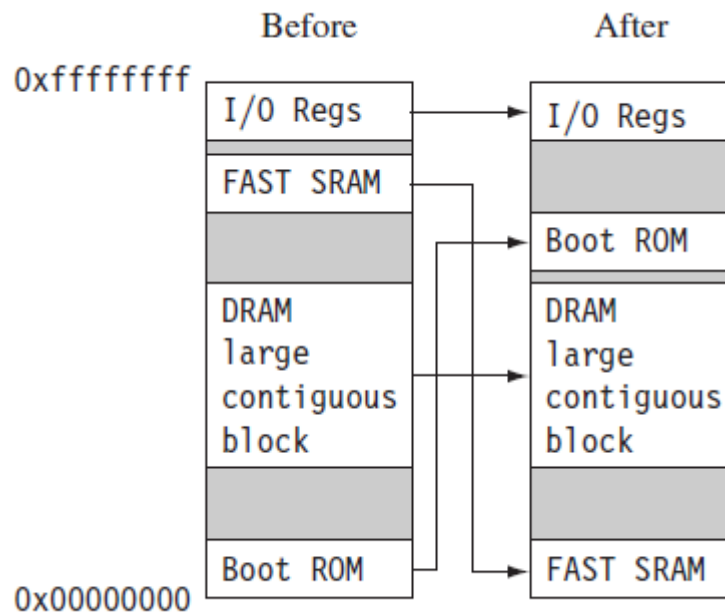 Before
After
0xffffffff
I/O Regs
I/O Regs
FAST SRAM
Boot ROM
DRAM
large
contiguous
block
DRAM
large
contiguous
block
Boot ROM
FAST SRAM
0x00000000